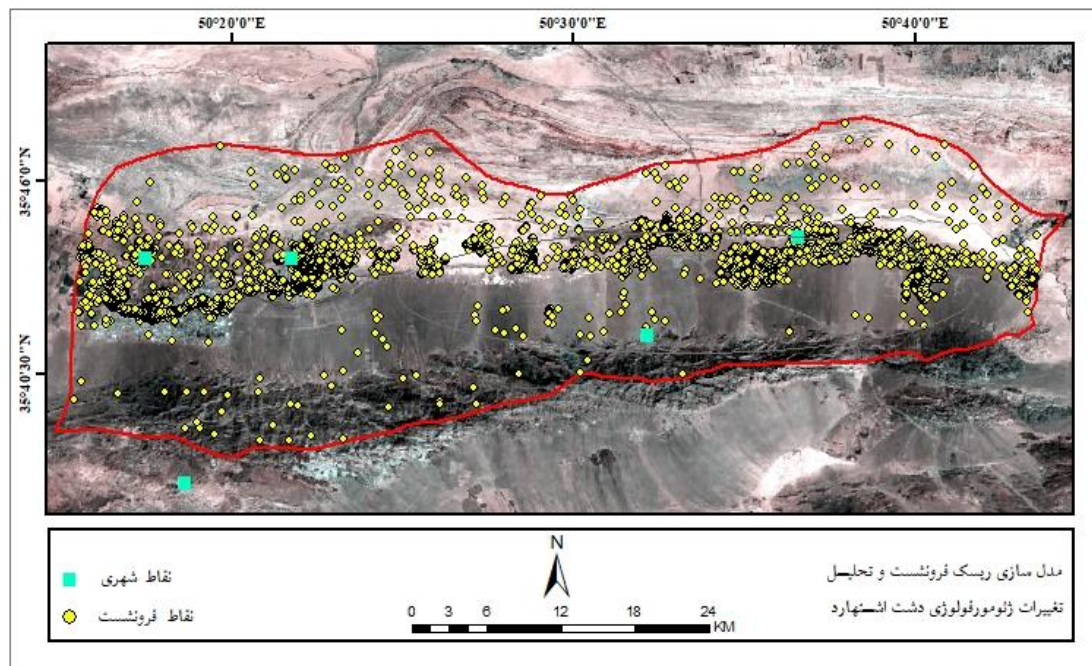 50°20'0"E 50°30'0"E 50°40'0"E
35°46'0"N
35°40'30"N
نقاط شهری
نقاط فرونشست
N
0 3 6 12 18 24
KM
مدل سازی ریسک فرونشست و تحلیل
تغییرات ژئومورفولوژی دشت اشتهارد